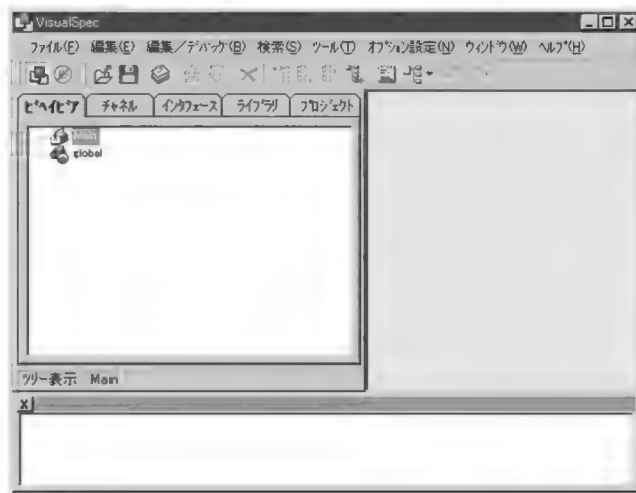 VisualSpec
ﾌｧｲﾙ(F) 編集(E) 編集／ﾃﾞﾊﾞｯｸﾞ(B) 検索(S) ﾂｰﾙ(T) ｵﾌﾟｼｮﾝ設定(N) ｳｨﾝﾄﾞｳ(W) ﾍﾙﾌﾟ(H)
ﾋﾞﾍｲﾋﾞｱ ﾁｬﾈﾙ ｲﾝﾀﾌｪｰｽ ﾗｲﾌﾞﾗﾘ ﾌﾟﾛｼﾞｪｸﾄ
Main
global
ﾂﾘｰ表示 Main